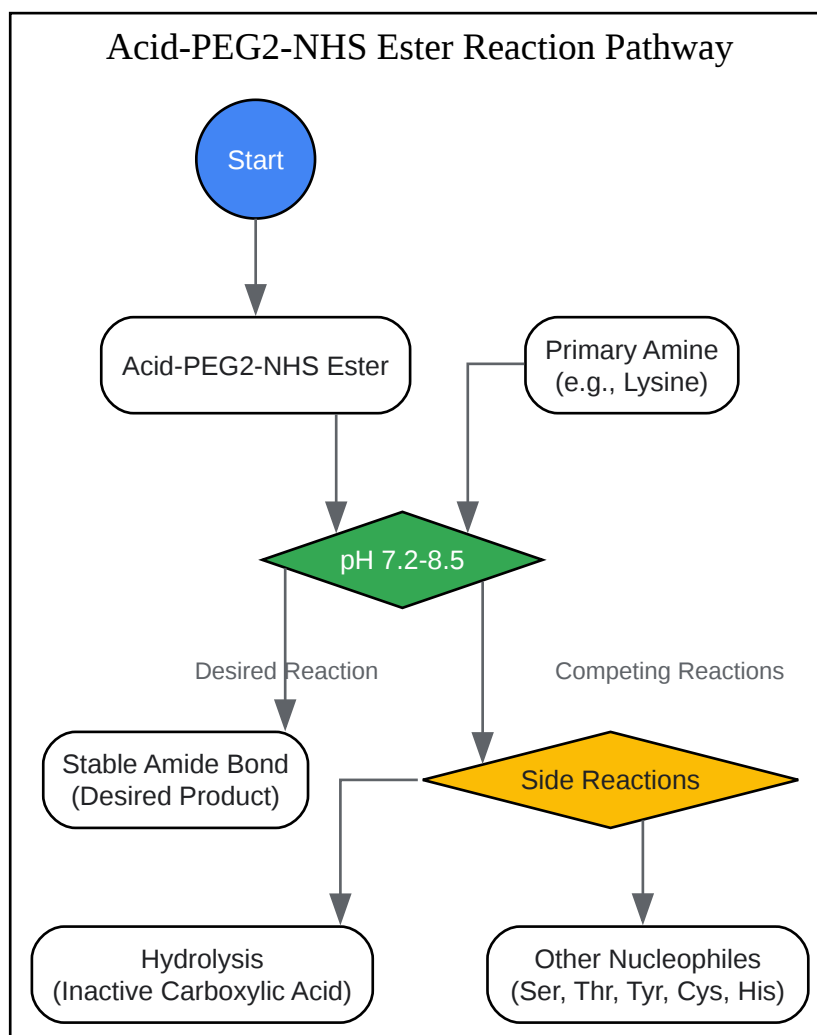 Acid-PEG2-NHS Ester Reaction Pathway
Start
Acid-PEG2-NHS Ester
Primary Amine
(e.g., Lysine)
pH 7.2-8.5
Desired Reaction
Competing Reactions
Stable Amide Bond
(Desired Product)
Side Reactions
Hydrolysis
(Inactive Carboxylic Acid)
Other Nucleophiles
(Ser, Thr, Tyr, Cys, His)